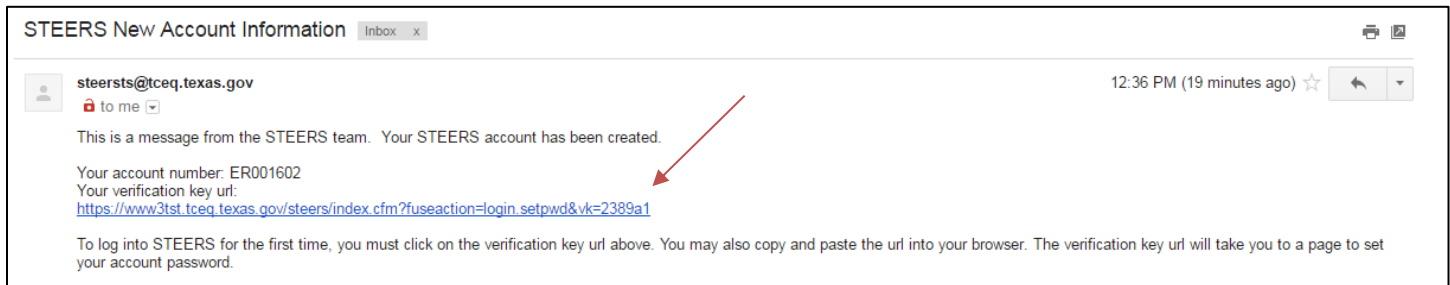 STEERS New Account Information Inbox x
steersts@tceq.texas.gov 12:36 PM (19 minutes ago)
to me
This is a message from the STEERS team. Your STEERS account has been created.
Your account number: ER001602
Your verification key url:
https://www3tst.tceq.texas.gov/steers/index.cfm?fuseaction=login.setpwd&vk=2389a1
To log into STEERS for the first time, you must click on the verification key url above. You may also copy and paste the url into your browser. The verification key url will take you to a page to set
your account password.